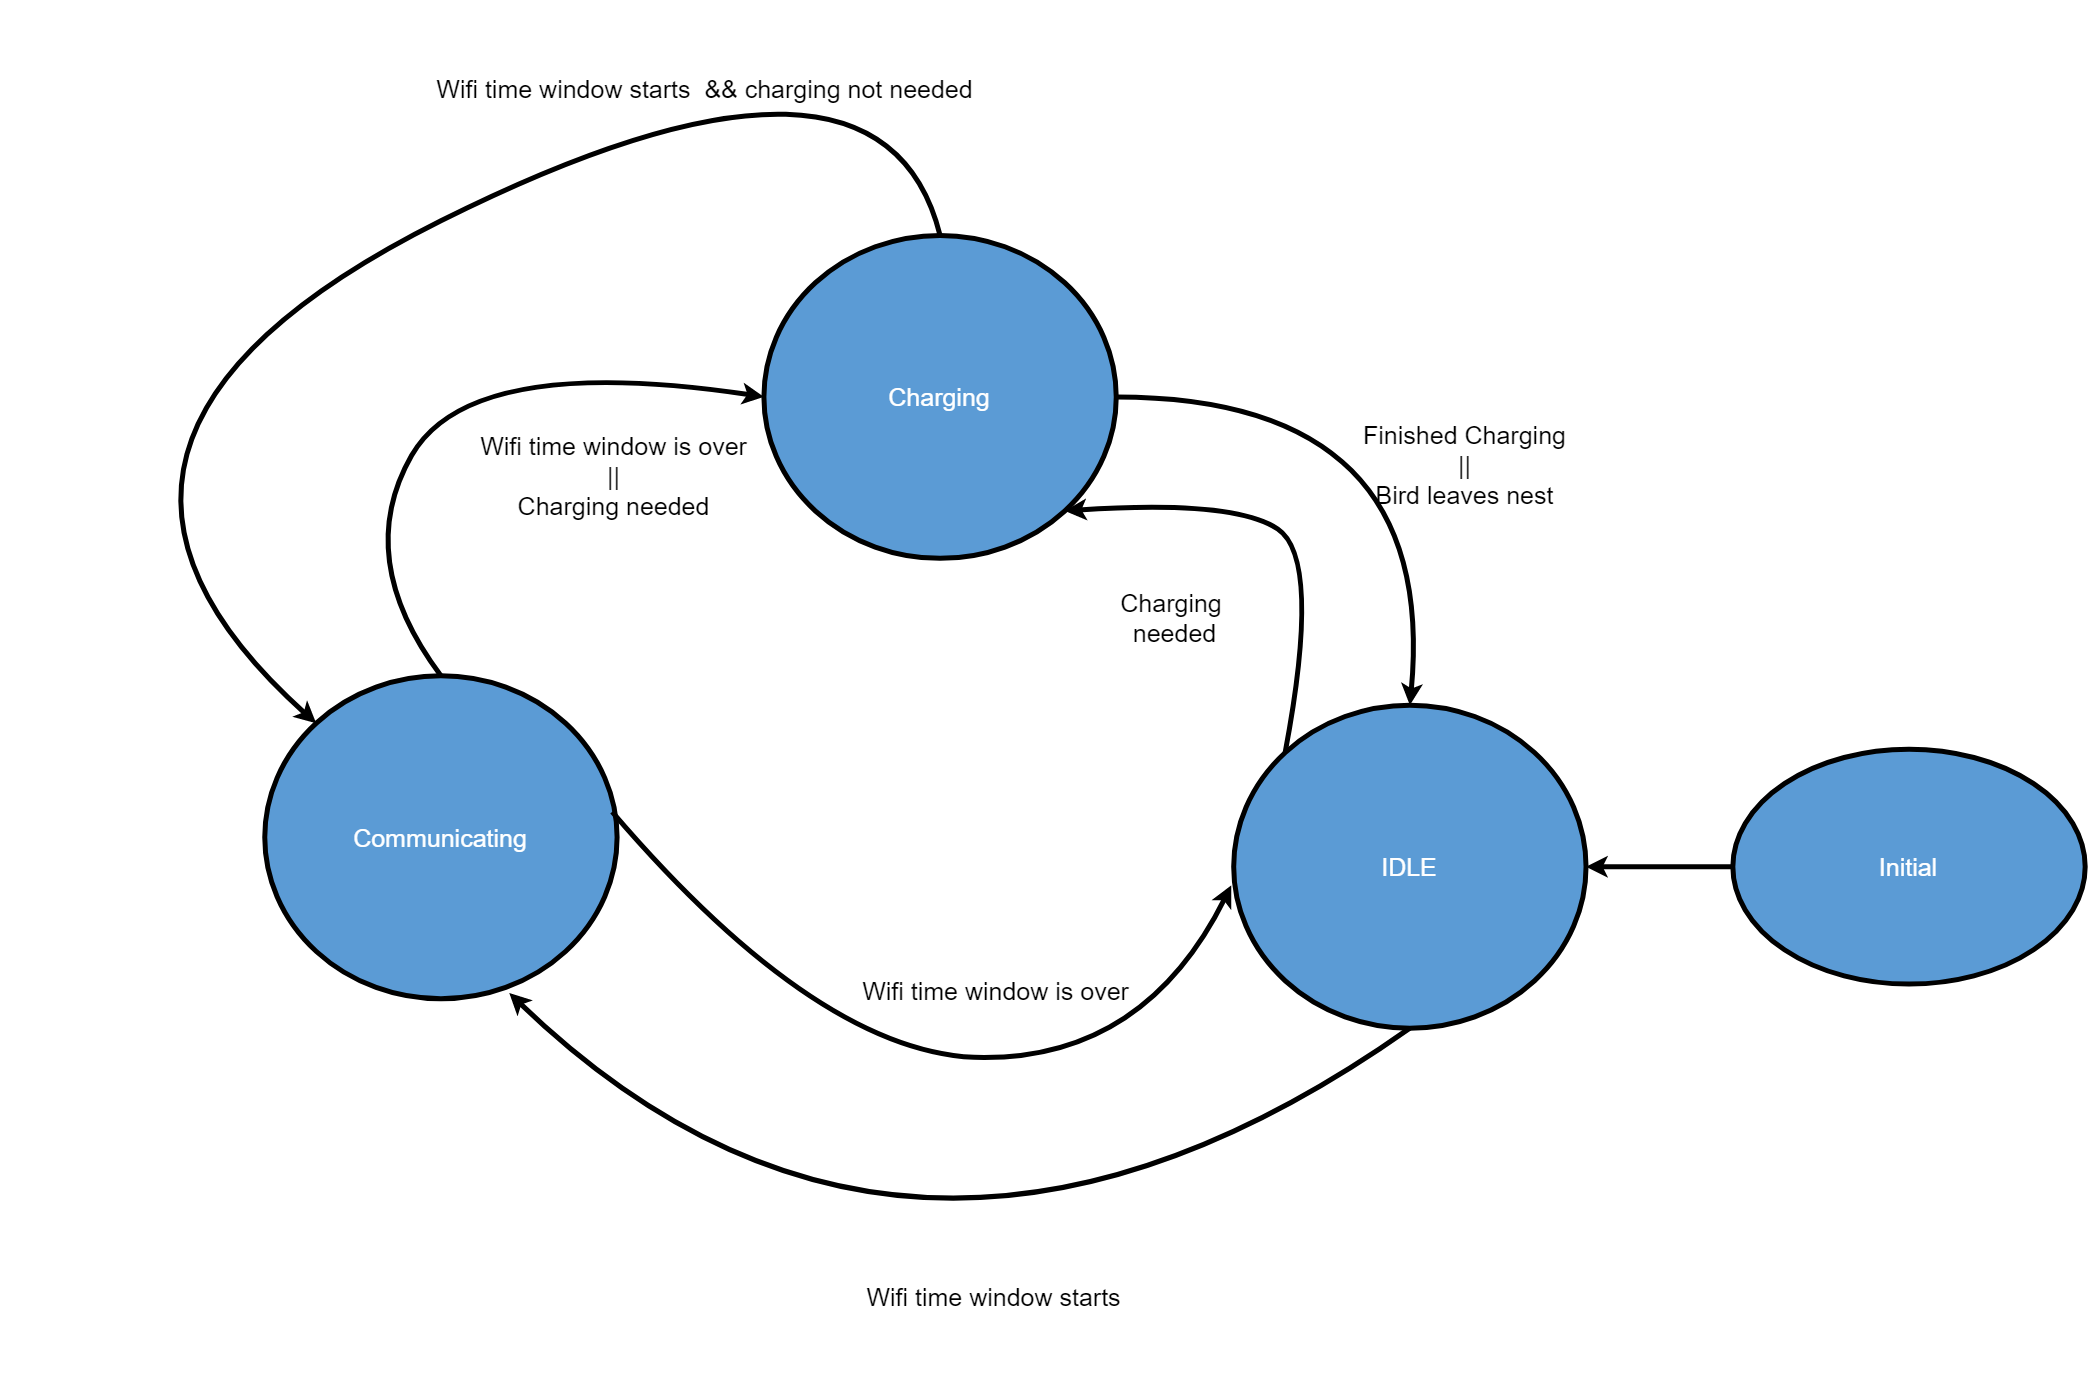 Wifi time window starts  && charging not needed
Charging
Wifi time window is over
||
Charging needed
Finished Charging
||
Bird leaves nest
Charging
needed
Communicating
IDLE
Initial
Wifi time window is over
Wifi time window starts